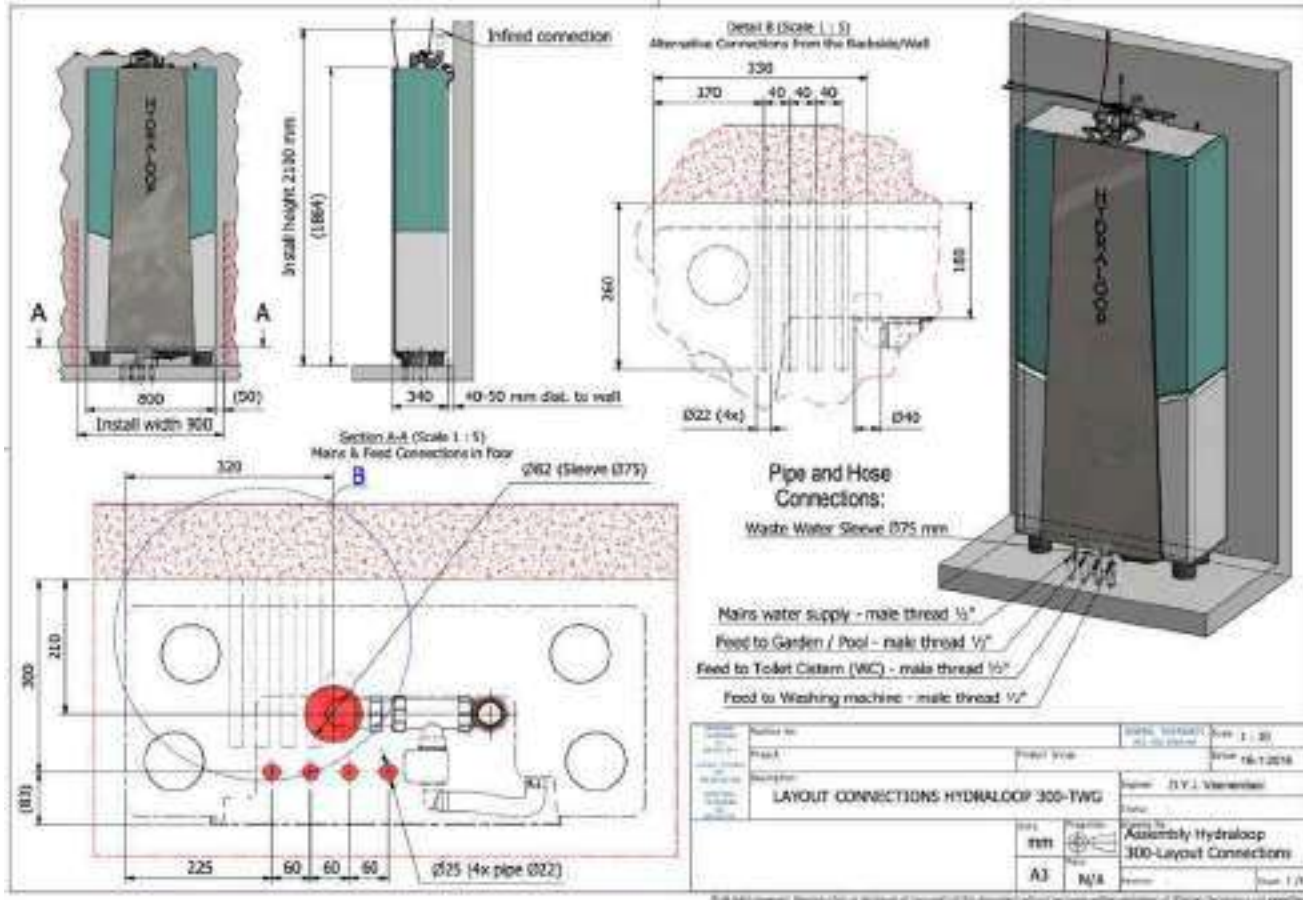 Infeed connection
Install height 2100 mm
(1864)
HYDRALOOP
A
A
800
(50)
Install width 900
340
40-50 mm dist. to wall
Detail B (Scale 1 : 5)
Alternative Connections from the Backside/Wall
330
170
40
40
40
260
180
Ø22 (4x)
Ø40
HYDRALOOP
Section A-A (Scale 1 : 5)
Mains & Feed Connections in floor
320
B
Ø82 (Sleeve Ø75)
300
210
(83)
225
60
60
60
Ø25 (4x pipe Ø22)
Pipe and Hose
Connections:
Waste Water Sleeve Ø75 mm
Mains water supply - male thread ½"
Feed to Garden / Pool - male thread ½"
Feed to Toilet Cistern (WC) - male thread ½"
Feed to Washing machine - male thread ½"
LAYOUT CONNECTIONS HYDRALOOP 300-TWG
mm
Assembly Hydraloop
300-Layout Connections
A3
N/A